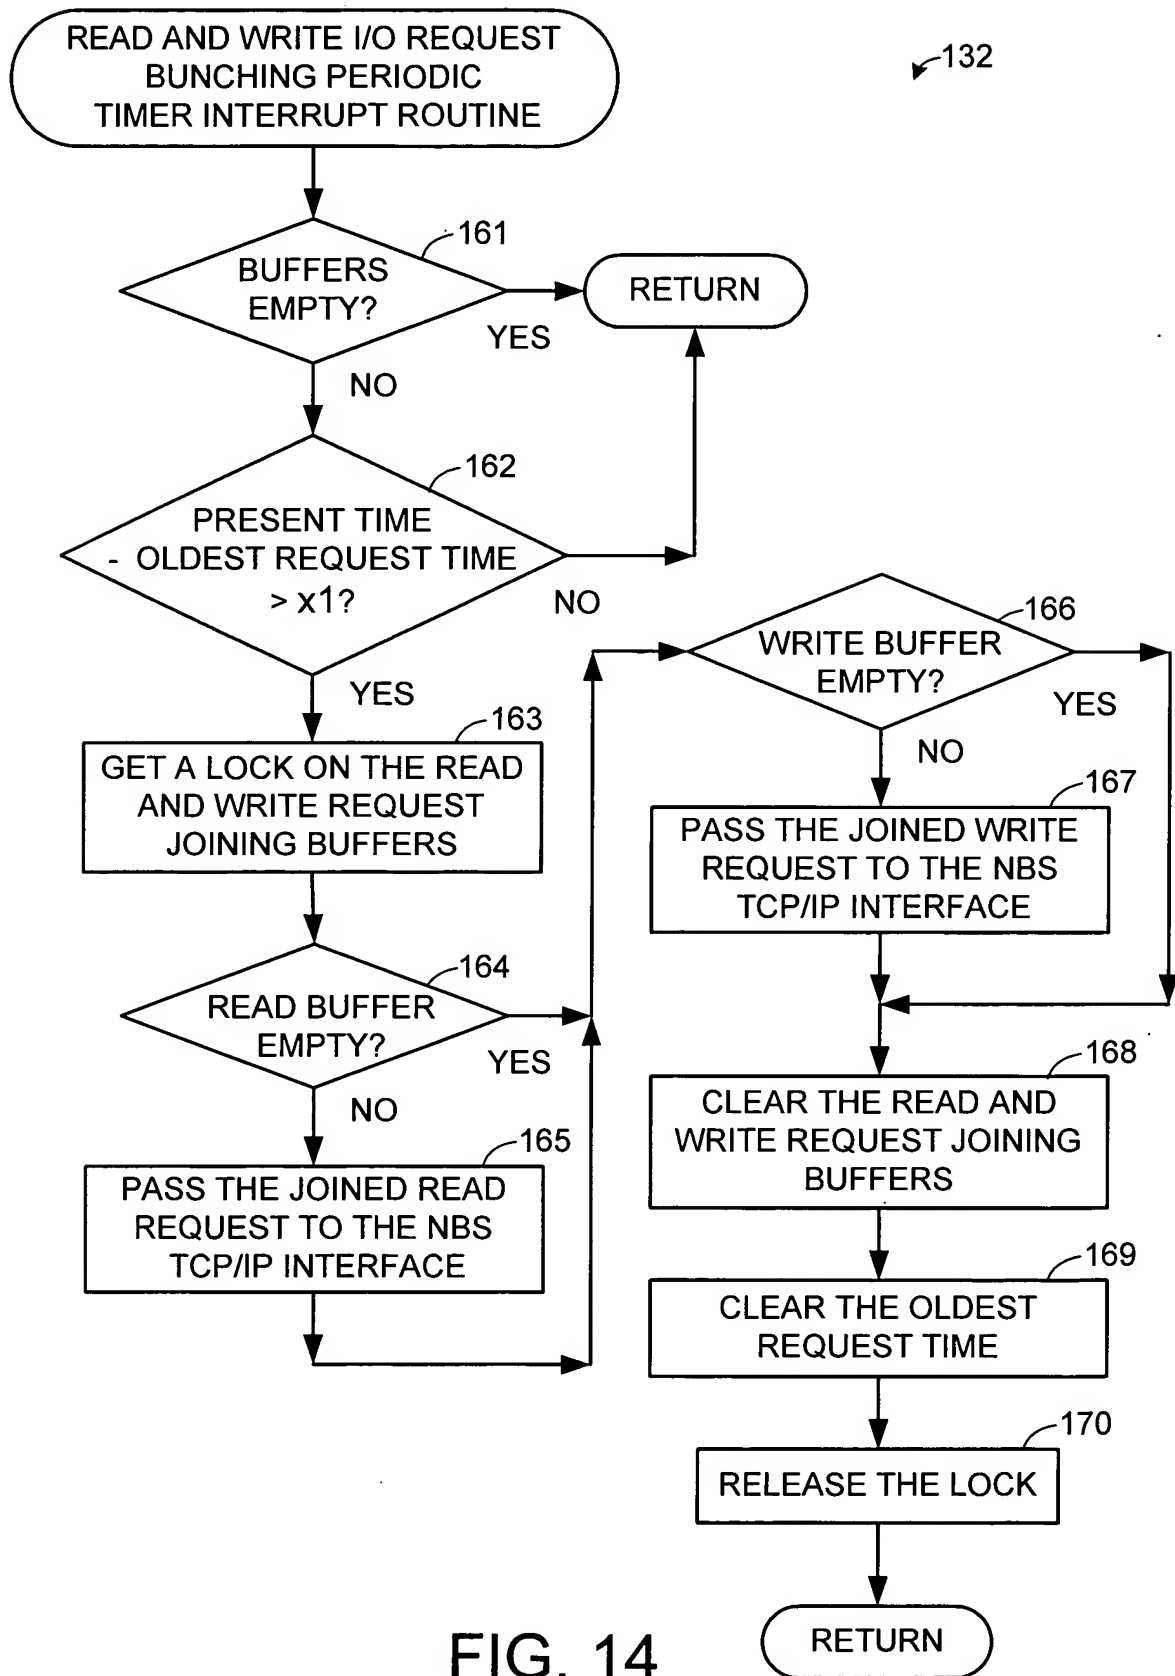 READ AND WRITE I/O REQUEST
BUNCHING PERIODIC
TIMER INTERRUPT ROUTINE
132
161
BUFFERS
EMPTY?
YES
RETURN
NO
162
PRESENT TIME
- OLDEST REQUEST TIME
> x1?
NO
YES
163
GET A LOCK ON THE READ
AND WRITE REQUEST
JOINING BUFFERS
164
READ BUFFER
EMPTY?
YES
NO
165
PASS THE JOINED READ
REQUEST TO THE NBS
TCP/IP INTERFACE
166
WRITE BUFFER
EMPTY?
YES
NO
167
PASS THE JOINED WRITE
REQUEST TO THE NBS
TCP/IP INTERFACE
168
CLEAR THE READ AND
WRITE REQUEST JOINING
BUFFERS
169
CLEAR THE OLDEST
REQUEST TIME
170
RELEASE THE LOCK
RETURN
FIG. 14